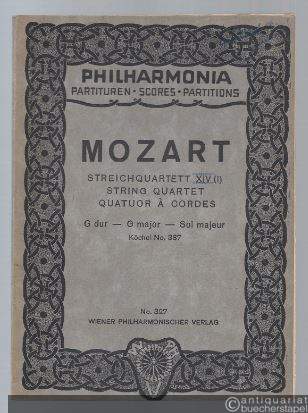 PHILHARMONIA
PARTITUREN • SCORES • PARTITIONS
MOZART
STREICHQUARTETT XIV (1)
STRING QUARTET
QUATUOR À CORDES
G dur — G major — Sol majeur
Köchel No. 387
No. 327
WIENER PHILHARMONISCHER VERLAG
antiquariat
buecherstapel